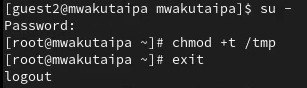 [guest2@mwakutaipa mwakutaipa]$ su -
Password:
[root@mwakutaipa ~]# chmod +t /tmp
[root@mwakutaipa ~]# exit
logout